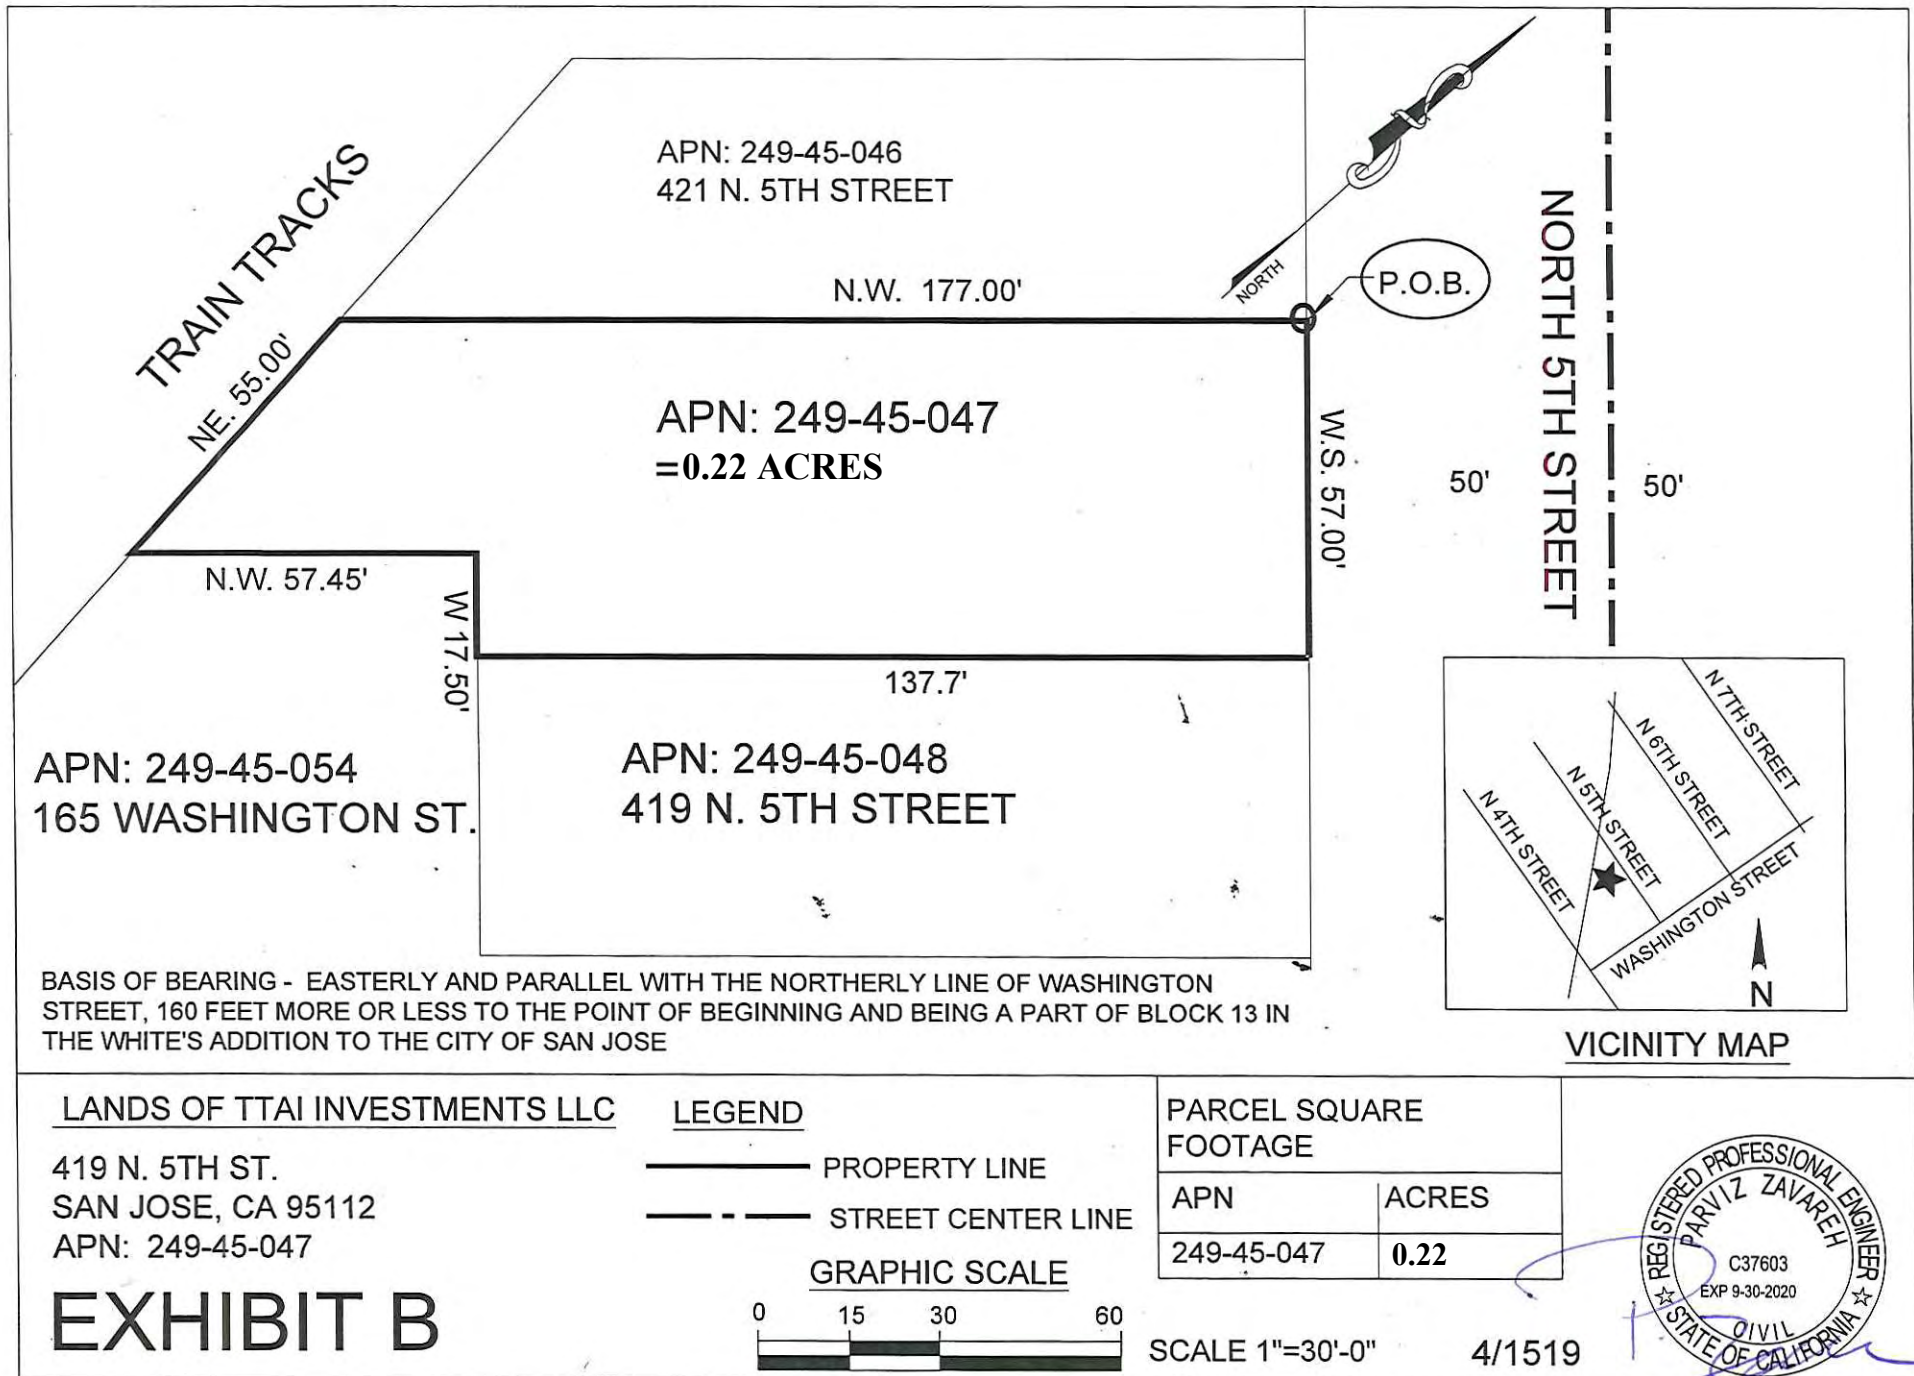 APN: 249-45-046
421 N. 5TH STREET
TRAIN TRACKS
N.W. 177.00'
NORTH
P.O.B.
NORTH 5TH STREET
NE. 55.00'
APN: 249-45-047
=0.22 ACRES
W.S. 57.00'
50'
50'
N.W. 57.45'
W 17.50'
137.7'
APN: 249-45-054
165 WASHINGTON ST.
APN: 249-45-048
419 N. 5TH STREET
N 7TH STREET
N 6TH STREET
N 5TH STREET
N 4TH STREET
WASHINGTON STREET
N
VICINITY MAP
BASIS OF BEARING - EASTERLY AND PARALLEL WITH THE NORTHERLY LINE OF WASHINGTON
STREET, 160 FEET MORE OR LESS TO THE POINT OF BEGINNING AND BEING A PART OF BLOCK 13 IN
THE WHITE'S ADDITION TO THE CITY OF SAN JOSE
LANDS OF TTAI INVESTMENTS LLC
419 N. 5TH ST.
SAN JOSE, CA 95112
APN: 249-45-047
EXHIBIT B
LEGEND
PROPERTY LINE
STREET CENTER LINE
GRAPHIC SCALE
0 15 30 60
SCALE 1"=30'-0"
4/1519
PARCEL SQUARE
FOOTAGE
APN ACRES
249-45-047 0.22
REGISTERED PROFESSIONAL ENGINEER
PARVIZ ZAVAREH
C37603
EXP 9-30-2020
CIVIL
STATE OF CALIFORNIA